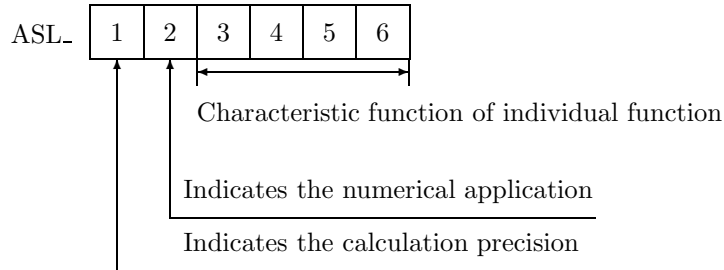 ASL_ 1 2 3 4 5 6
Characteristic function of individual function
Indicates the numerical application
Indicates the calculation precision